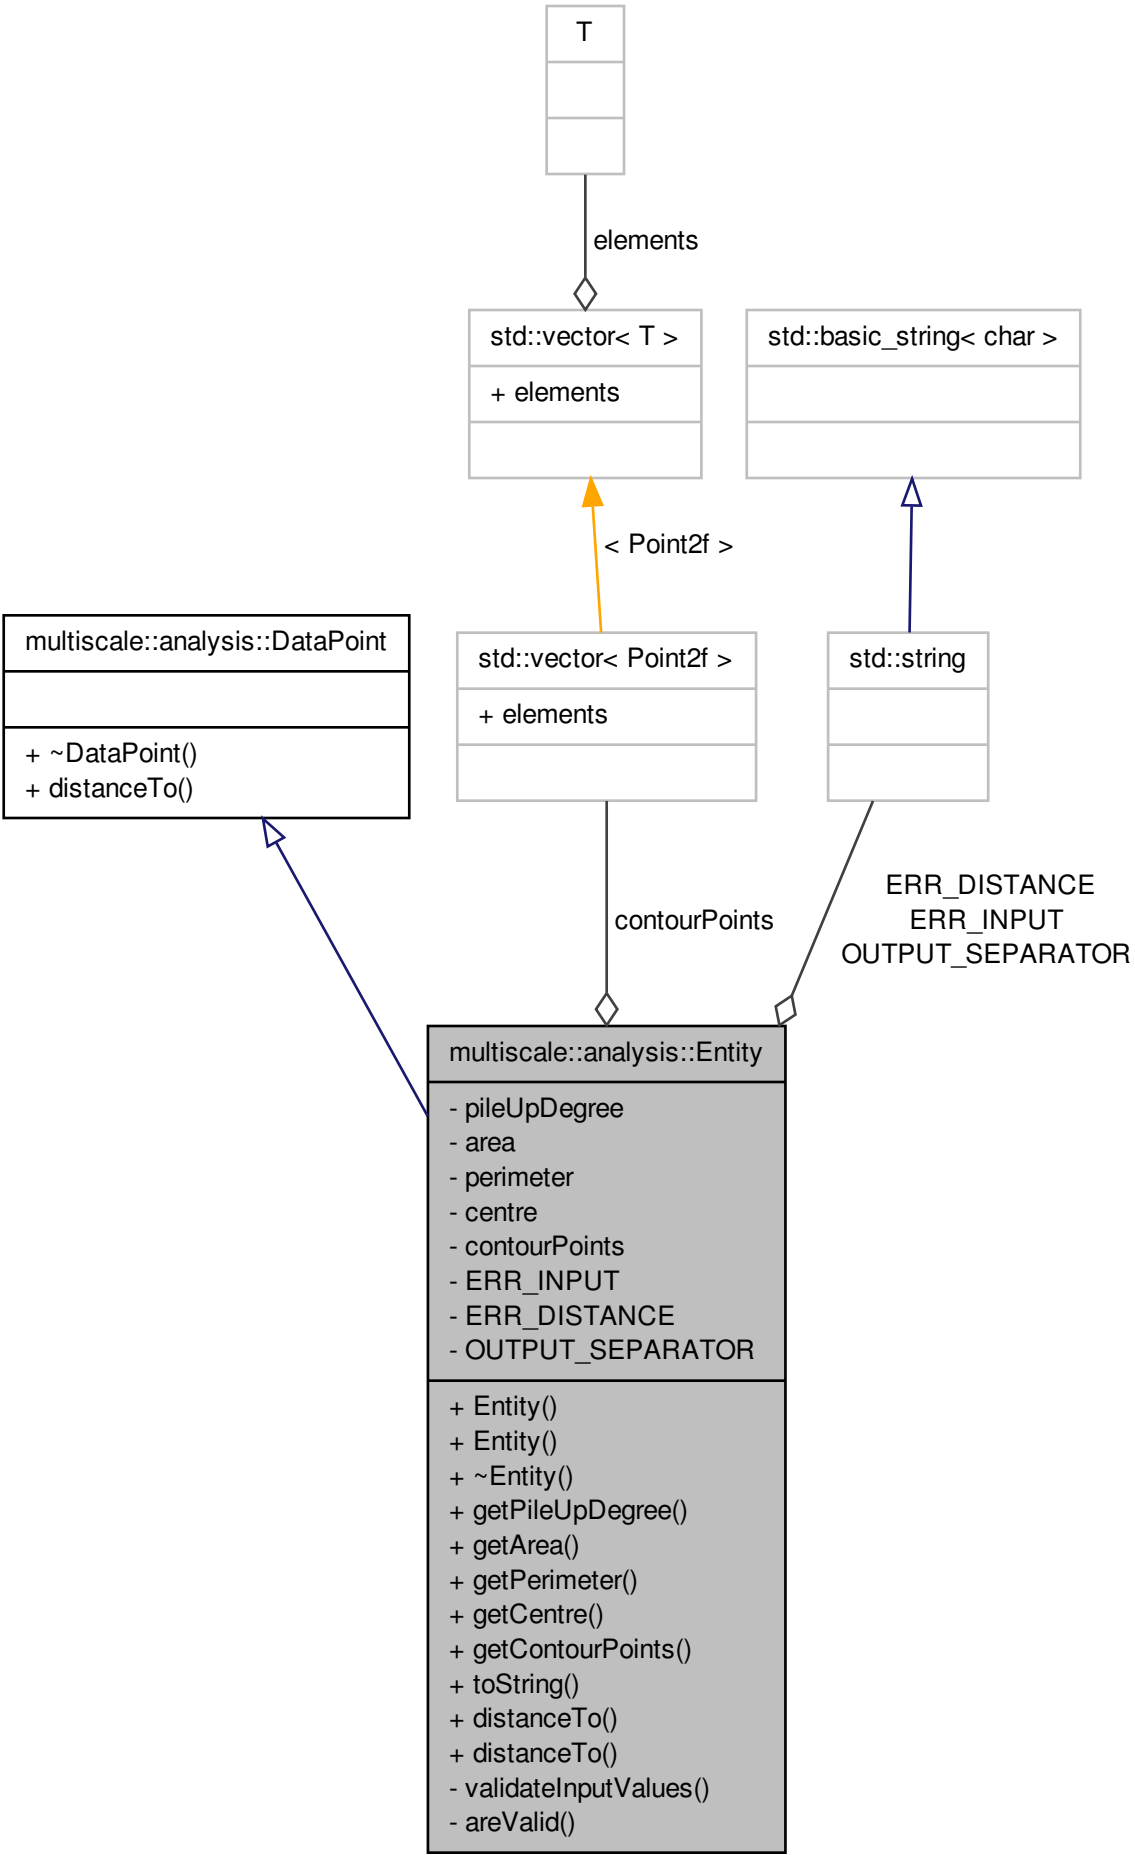 T
elements
std::vector< T >
+ elements
std::basic_string< char >
< Point2f >
multiscale::analysis::DataPoint
+ ~DataPoint()
+ distanceTo()
std::vector< Point2f >
+ elements
std::string
contourPoints
ERR_DISTANCE
ERR_INPUT
OUTPUT_SEPARATOR
multiscale::analysis::Entity
- pileUpDegree
- area
- perimeter
- centre
- contourPoints
- ERR_INPUT
- ERR_DISTANCE
- OUTPUT_SEPARATOR
+ Entity()
+ Entity()
+ ~Entity()
+ getPileUpDegree()
+ getArea()
+ getPerimeter()
+ getCentre()
+ getContourPoints()
+ toString()
+ distanceTo()
+ distanceTo()
- validateInputValues()
- areValid()